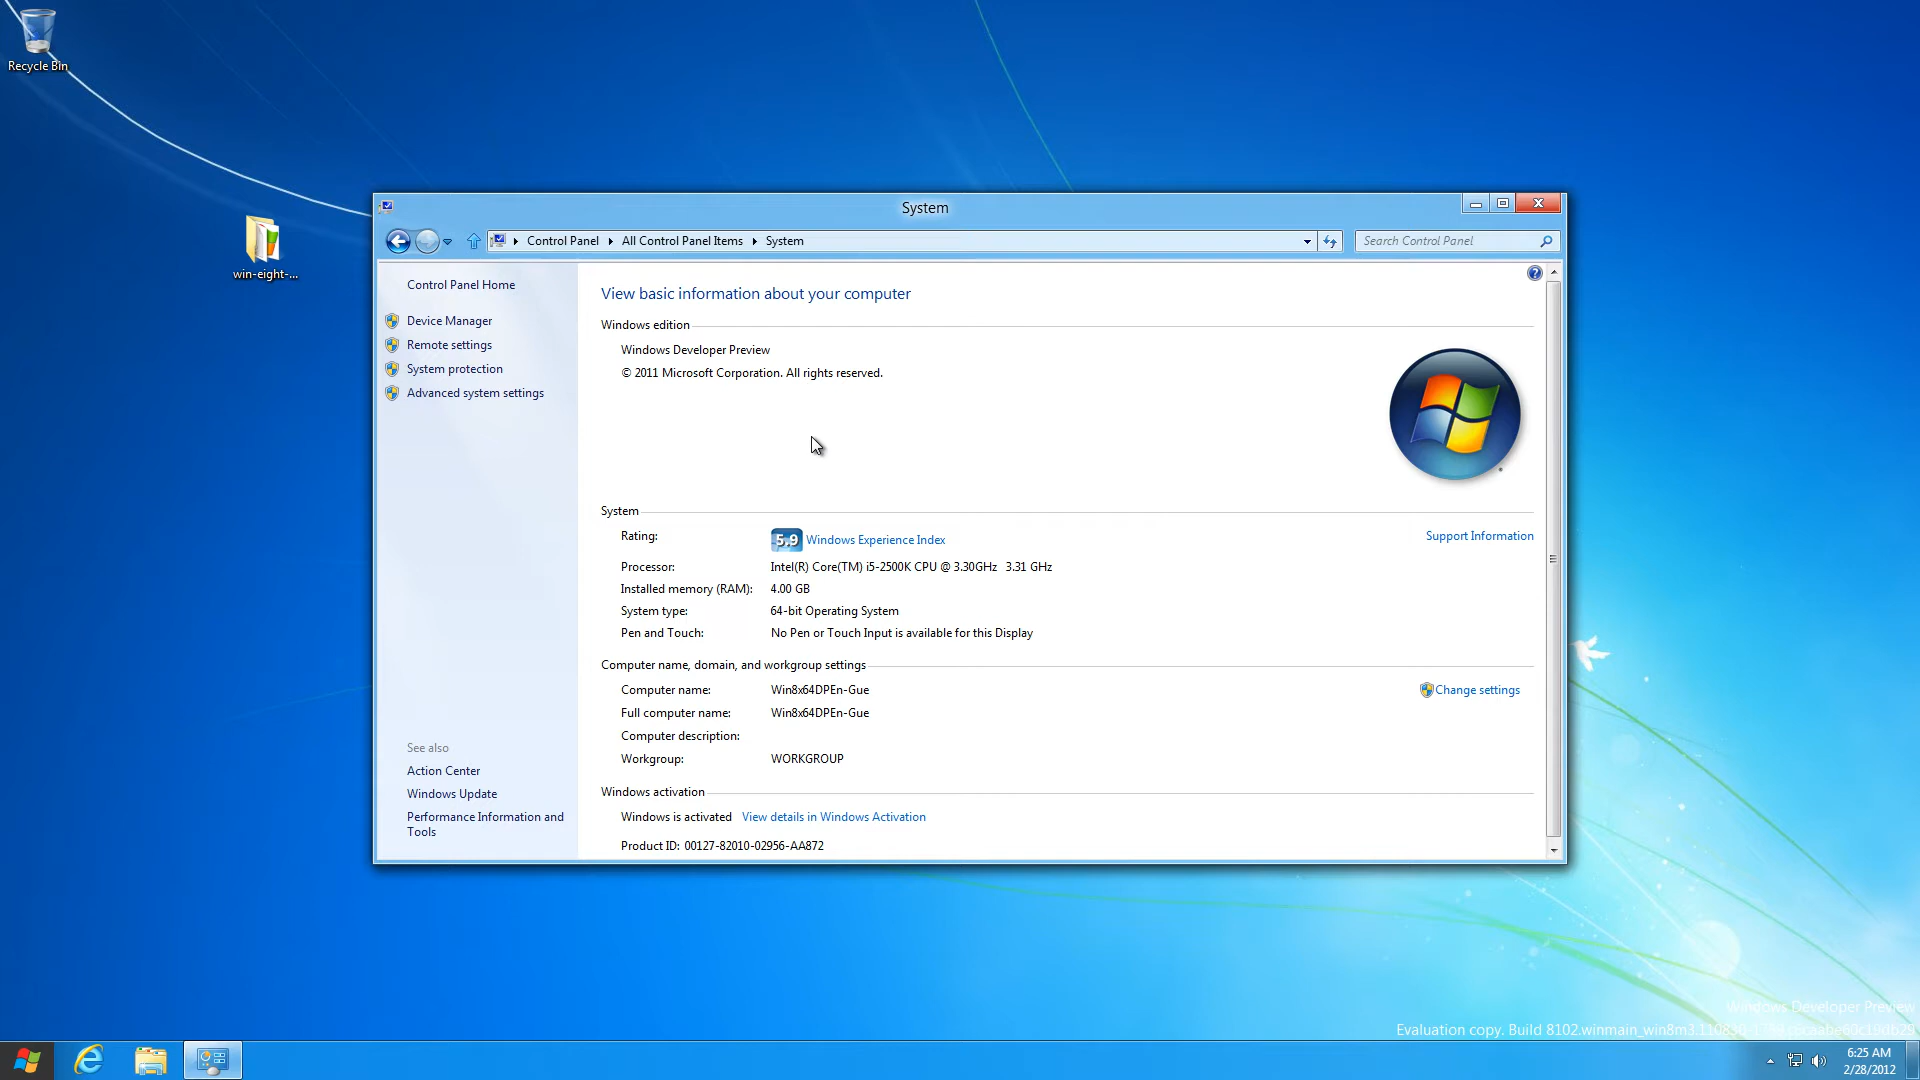 Recycle Bin
win-eight-...
System
Control Panel All Control Panel Items System
Search Control Panel
Control Panel Home
Device Manager
Remote settings
System protection
Advanced system settings
See also
Action Center
Windows Update
Performance Information and
Tools
View basic information about your computer
Windows edition
Windows Developer Preview
© 2011 Microsoft Corporation. All rights reserved.
System
Rating: 5.9 Windows Experience Index
Support Information
Processor: Intel(R) Core(TM) i5-2500K CPU @ 3.30GHz 3.31 GHz
Installed memory (RAM): 4.00 GB
System type: 64-bit Operating System
Pen and Touch: No Pen or Touch Input is available for this Display
Computer name, domain, and workgroup settings
Computer name: Win8x64DPEn-Gue
Change settings
Full computer name: Win8x64DPEn-Gue
Computer description:
Workgroup: WORKGROUP
Windows activation
Windows is activated View details in Windows Activation
Product ID: 00127-82010-02956-AA872
Windows Developer Preview
Evaluation copy. Build
6:25 AM
2/28/2012